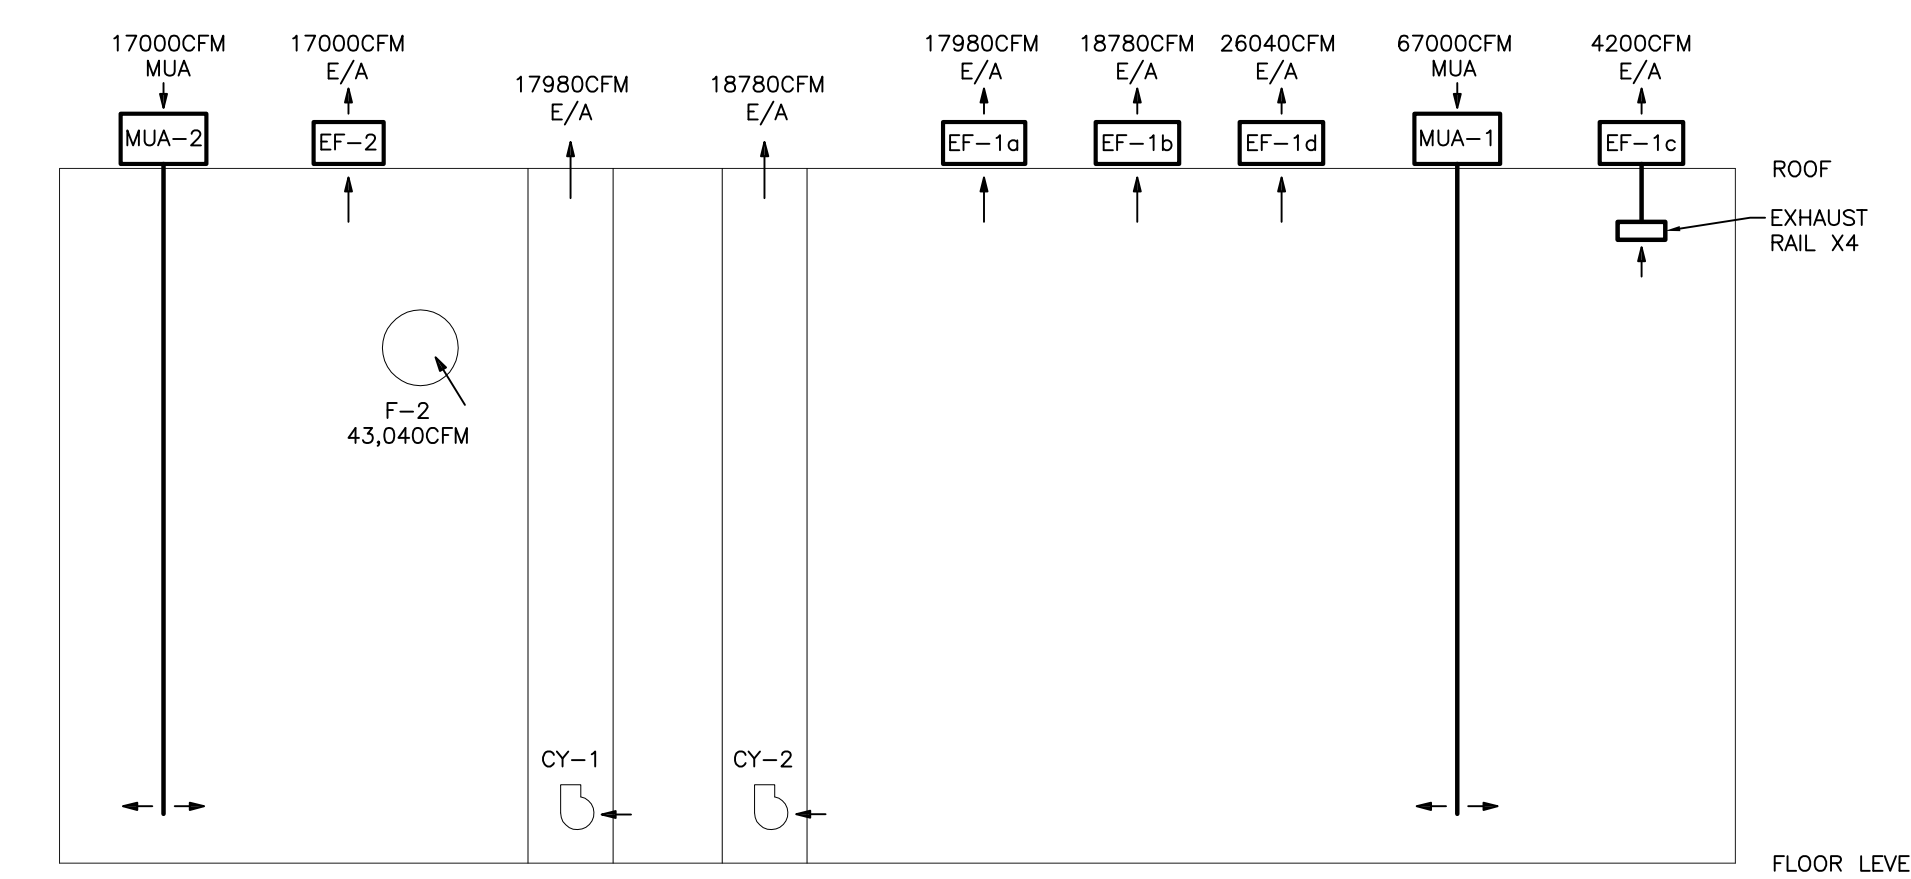 17000CFM
MUA
17000CFM
E/A
17980CFM
E/A
18780CFM
E/A
17980CFM
E/A
18780CFM
E/A
26040CFM
E/A
67000CFM
MUA
4200CFM
E/A
MUA-2
EF-2
EF-1a
EF-1b
EF-1d
MUA-1
EF-1c
ROOF
EXHAUST
RAIL X4
F-2
43,040CFM
CY-1
CY-2
FLOOR LEVE